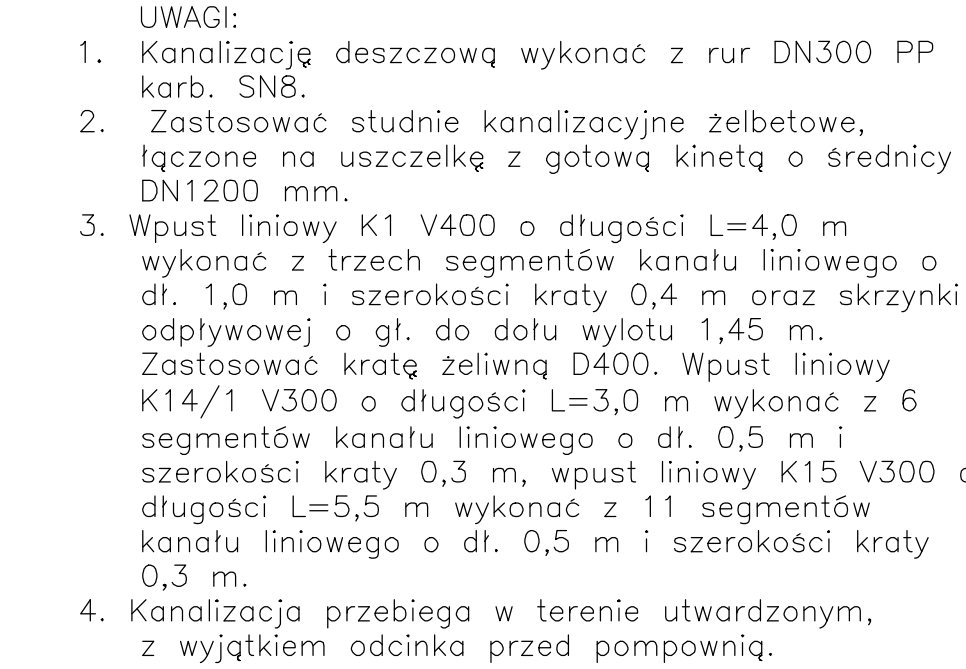 UWAGI:
1. Kanalizację deszczową wykonać z rur DN300 PP
karb. SN8.
2. Zastosować studnie kanalizacyjne żelbetowe,
łączone na uszczelkę z gotową kinetą o średnicy
DN1200 mm.
3. Wpust liniowy K1 V400 o długości L=4,0 m
wykonać z trzech segmentów kanału liniowego o
dł. 1,0 m i szerokości kraty 0,4 m oraz skrzynki
odpływowej o gł. do dołu wylotu 1,45 m.
Zastosować kratę żeliwną D400. Wpust liniowy
K14/1 V300 o długości L=3,0 m wykonać z 6
segmentów kanału liniowego o dł. 0,5 m i
szerokości kraty 0,3 m, wpust liniowy K15 V300 o
długości L=5,5 m wykonać z 11 segmentów
kanału liniowego o dł. 0,5 m i szerokości kraty
0,3 m.
4. Kanalizacja przebiega w terenie utwardzonym,
z wyjątkiem odcinka przed pompownią.